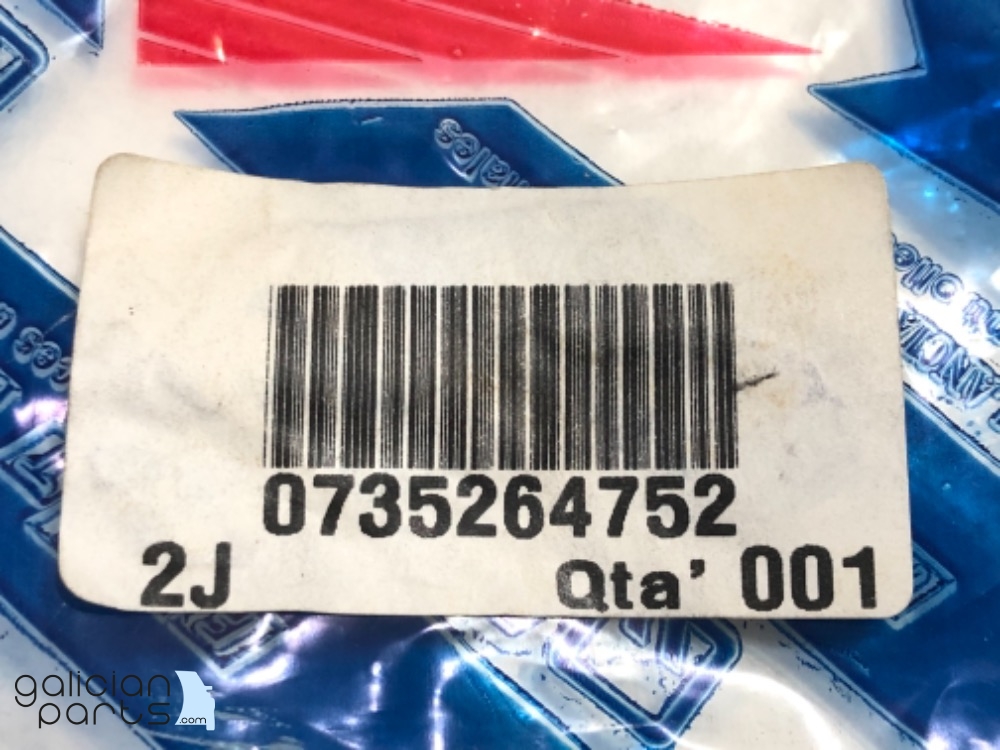 0735264752
2J Qta' 001
galician
parts.com